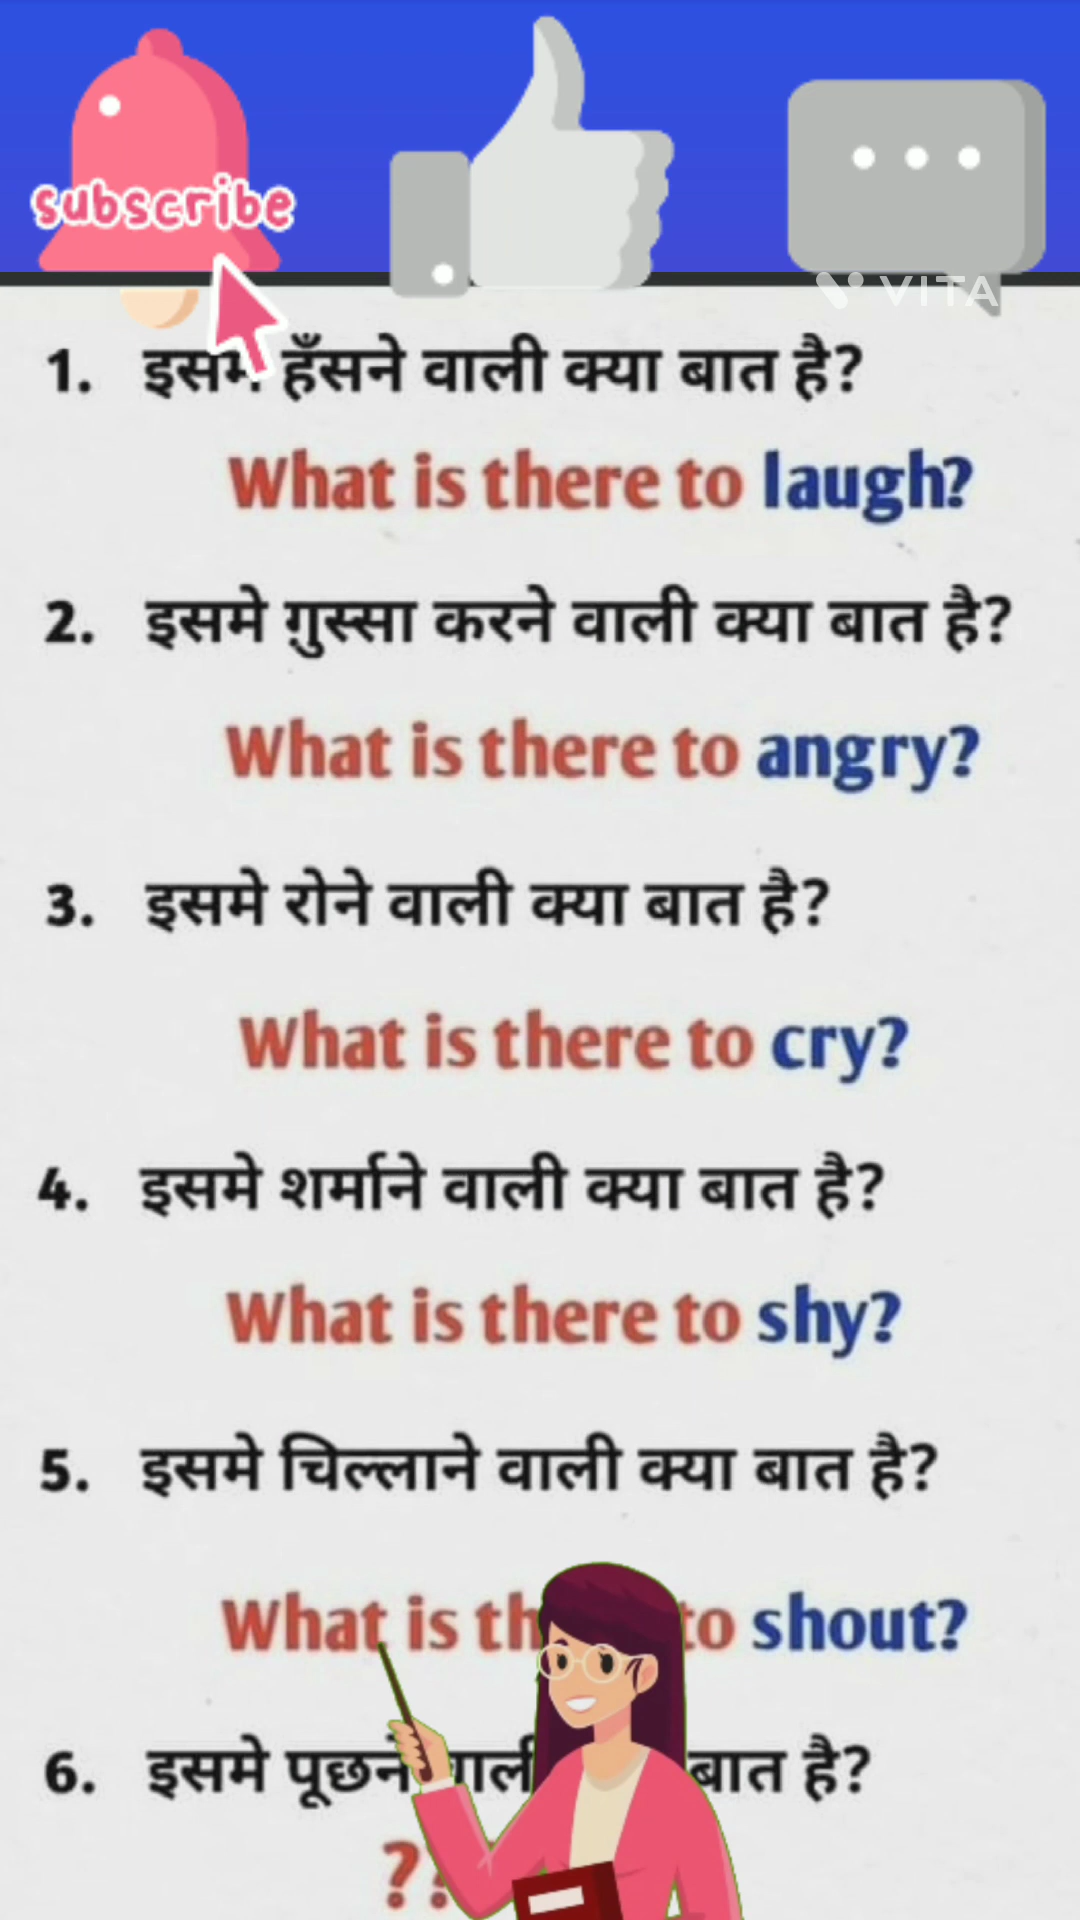 subscribe
VITA
1. इसमे हँसने वाली क्या बात है?
What is there to laugh?
2. इसमे ग़ुस्सा करने वाली क्या बात है?
What is there to angry?
3. इसमे रोने वाली क्या बात है?
What is there to cry?
4. इसमे शर्माने वाली क्या बात है?
What is there to shy?
5. इसमे चिल्लाने वाली क्या बात है?
What is to shout?
6. इसमे पूछने वाली बात है?
??